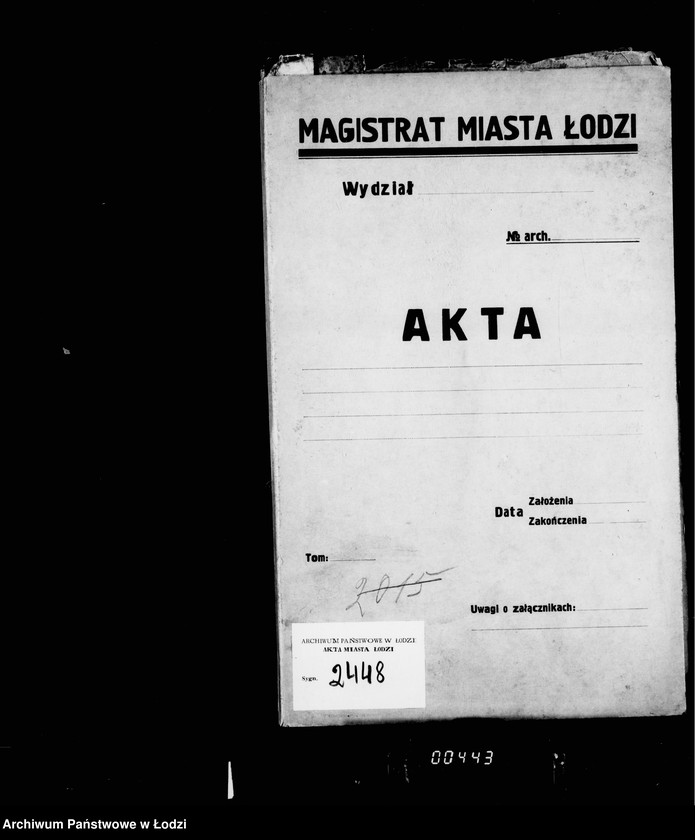 MAGISTRAT MIASTA ŁODZI
Wydział
№ arch.
AKTA
Data Założenia
Zakończenia
Tom:
2015
Uwagi o załącznikach:
ARCHIWUM PAŃSTWOWE W ŁODZI
AKTA MIASTA ŁODZI
Sygn. 2448
00443
Archiwum Państwowe w Łodzi